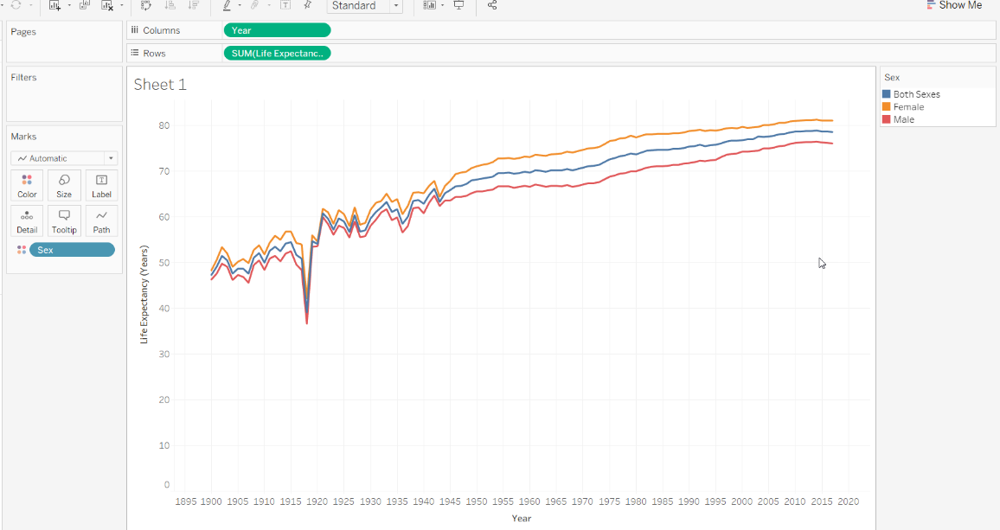 Standard
Show Me
Pages
Columns
Year
Rows
SUM(Life Expectanc..
Filters
Marks
Automatic
Color
Size
Label
Detail
Tooltip
Path
Sex
Sheet 1
80
70
60
50
40
30
20
10
0
Life Expectancy (Years)
1895 1900 1905 1910 1915 1920 1925 1930 1935 1940 1945 1950 1955 1960 1965 1970 1975 1980 1985 1990 1995 2000 2005 2010 2015 2020
Year
Sex
Both Sexes
Female
Male